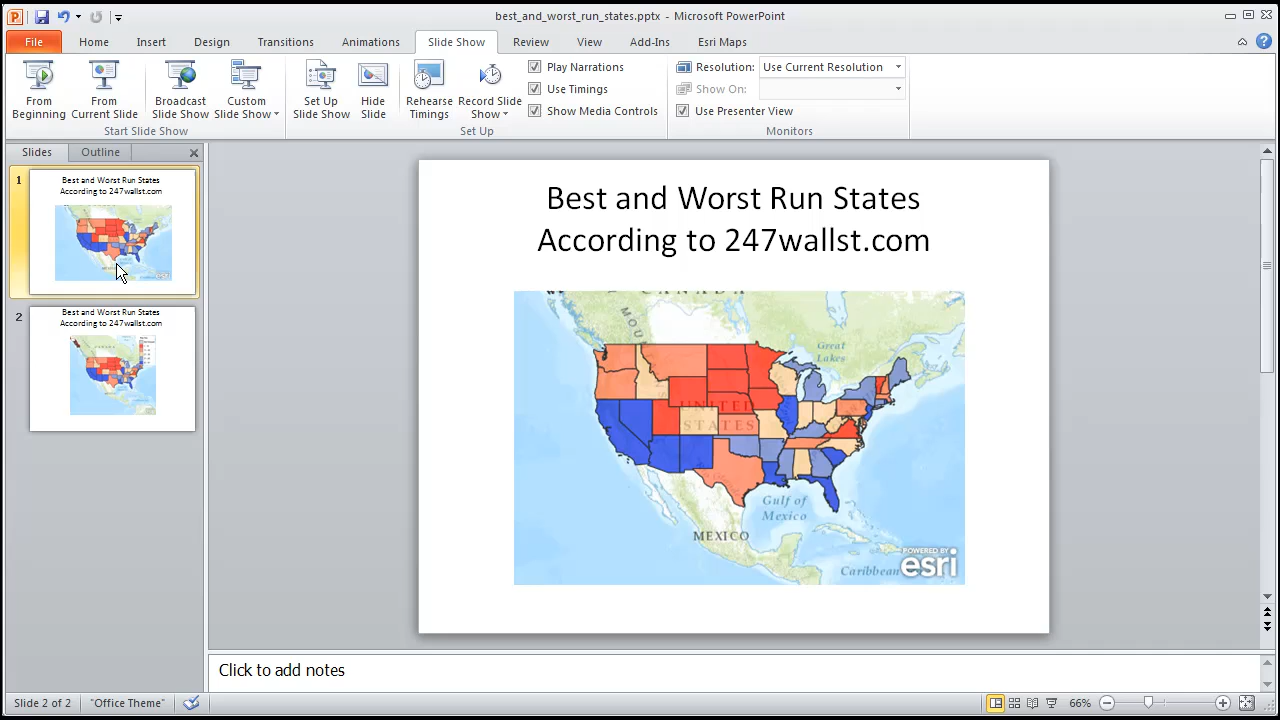 best_and_worst_run_states.pptx - Microsoft PowerPoint
File Home Insert Design Transitions Animations Slide Show Review View Add-Ins Esri Maps
From Beginning
From Current Slide
Broadcast Slide Show
Custom Slide Show
Set Up Slide Show
Hide Slide
Rehearse Timings
Record Slide Show
Play Narrations
Use Timings
Show Media Controls
Resolution:
Use Current Resolution
Show On:
Use Presenter View
Start Slide Show
Set Up
Monitors
Slides Outline
1
Best and Worst Run States
According to 247wallst.com
2
Best and Worst Run States
According to 247wallst.com
Best and Worst Run States
According to 247wallst.com
CANADA
Great
Lakes
UNITED
STATES
Gulf of
Mexico
MEXICO
Caribbean
POWERED BY
esri
Click to add notes
Slide 2 of 2
"Office Theme"
66%